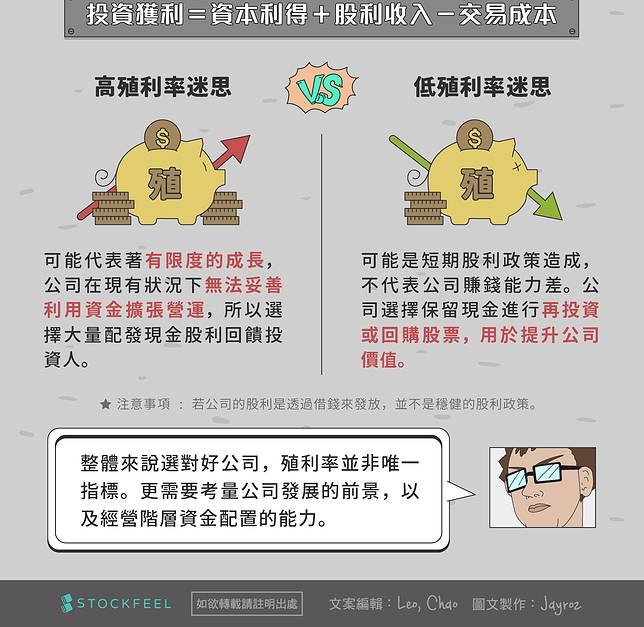 投資獲利＝資本利得＋股利收入－交易成本
高殖利率迷思
VS
低殖利率迷思
$
殖
$
殖
可能代表著有限度的成長，
公司在現有狀況下無法妥善
利用資金擴張營運，所以選
擇大量配發現金股利回饋投
資人。
可能是短期股利政策造成，
不代表公司賺錢能力差。公
司選擇保留現金進行再投資
或回購股票，用於提升公司
價值。
★ 注意事項 ： 若公司的股利是透過借錢來發放，並不是穩健的股利政策。
整體來說選對好公司，殖利率並非唯一
指標。更需要考量公司發展的前景，以
及經營階層資金配置的能力。
STOCKFEEL
如欲轉載請註明出處
文案編輯：Leo, Chao
圖文製作：Jayroz